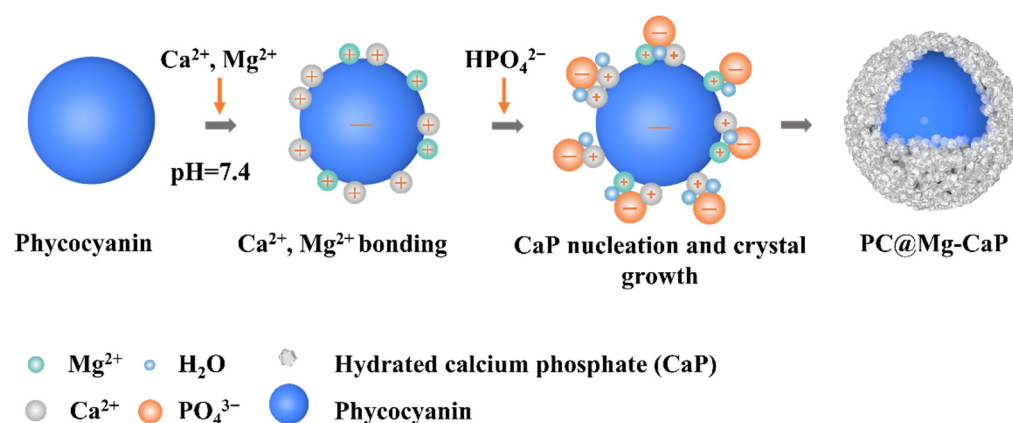 Ca²⁺, Mg²⁺
HPO₄²⁻
pH=7.4
Phycocyanin
Ca²⁺, Mg²⁺ bonding
CaP nucleation and crystal
growth
PC@Mg-CaP
Mg²⁺
H₂O
Hydrated calcium phosphate (CaP)
Ca²⁺
PO₄³⁻
Phycocyanin